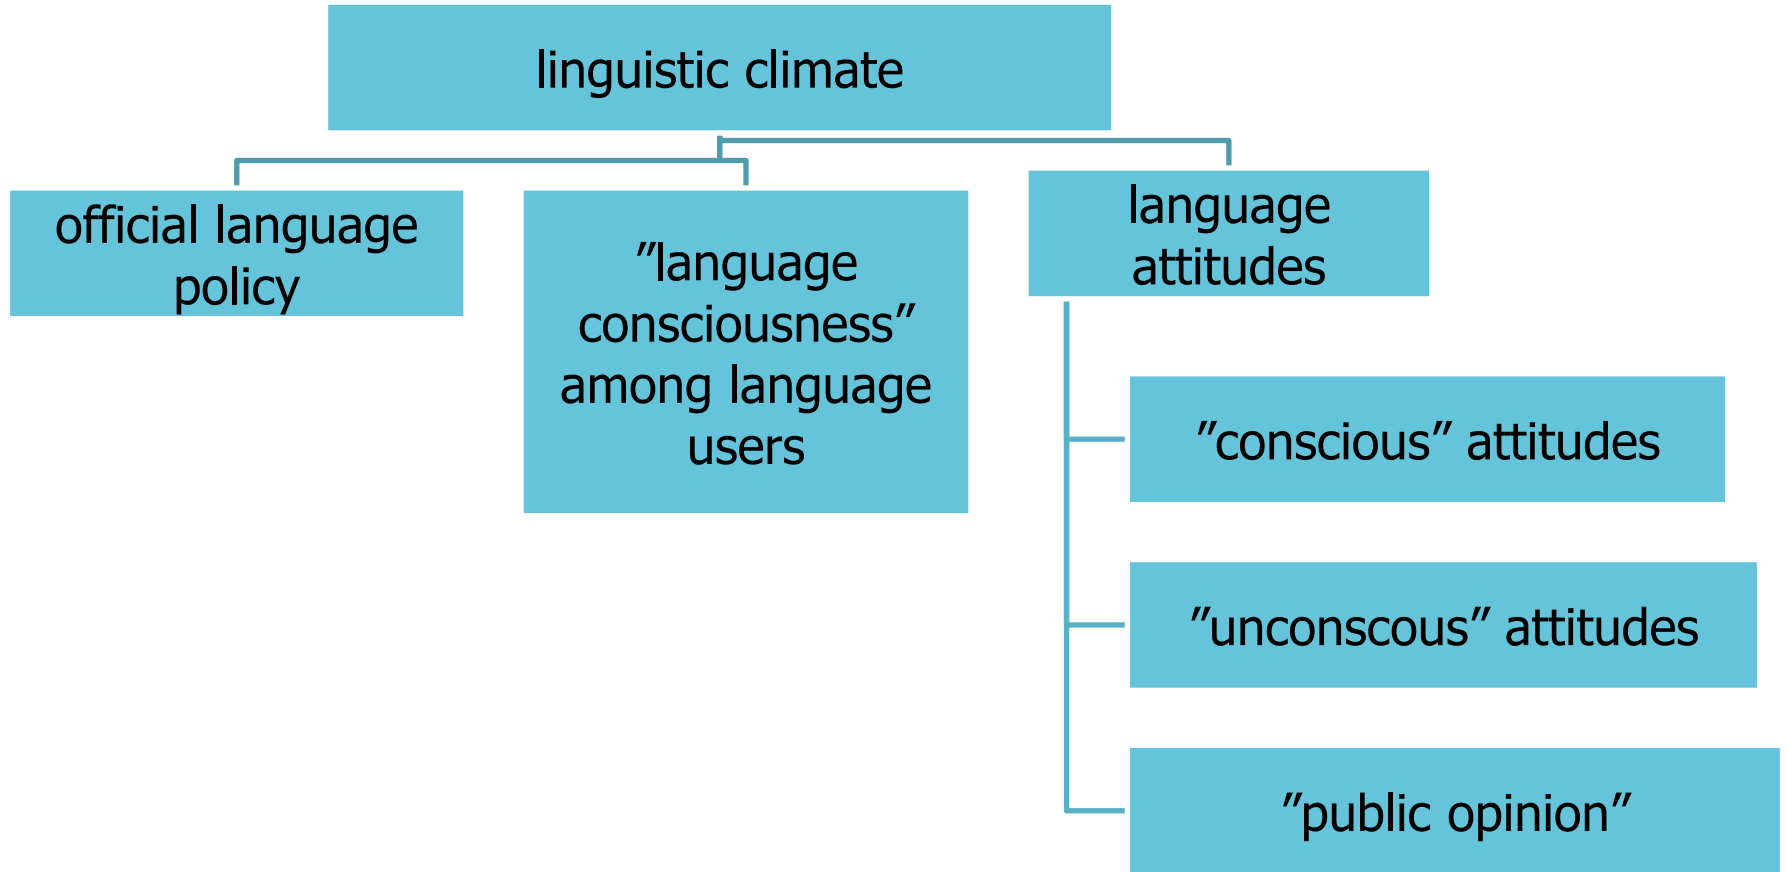 linguistic climate
official language
policy
”language
consciousness”
among language
users
language
attitudes
”conscious” attitudes
”unconscous” attitudes
”public opinion”